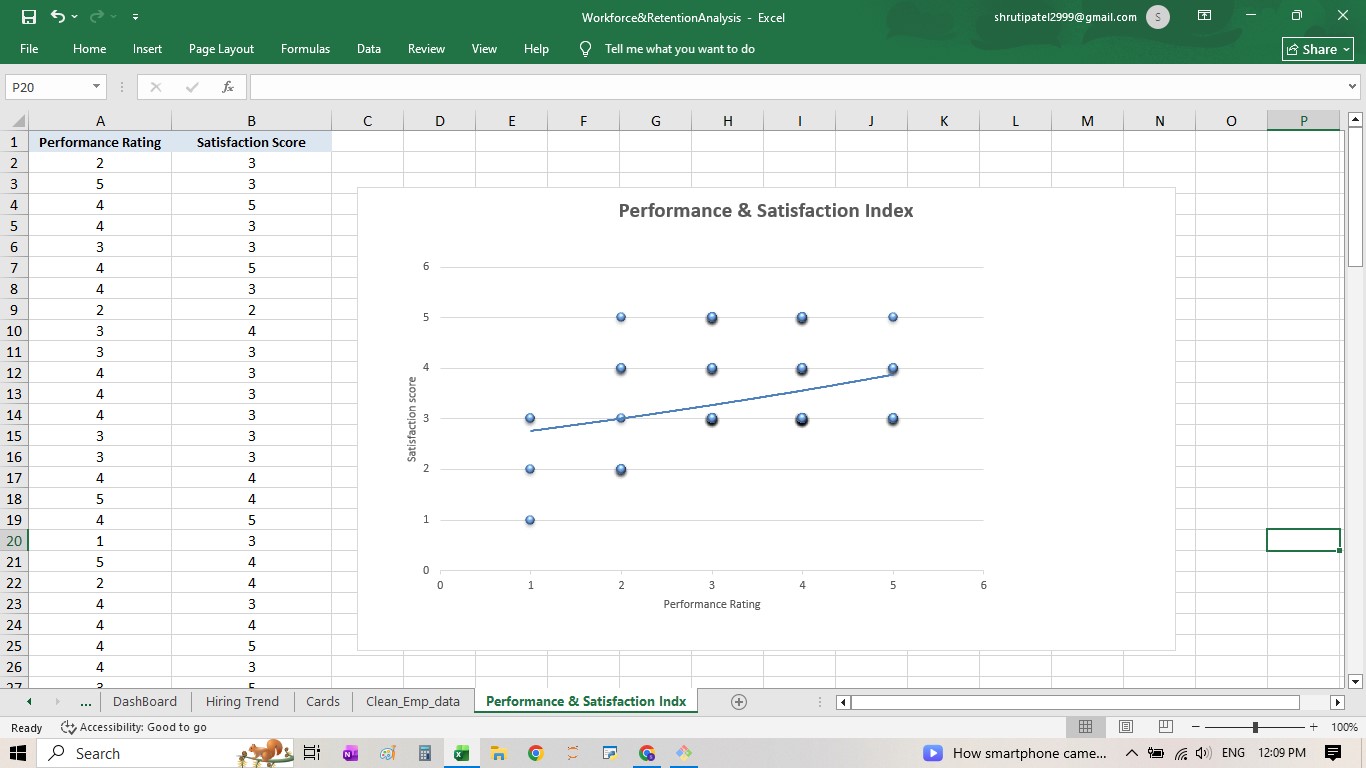 Workforce&RetentionAnalysis - Excel
shrutipatel2999@gmail.com S
File Home Insert Page Layout Formulas Data Review View Help Tell me what you want to do Share
P20 fx
A B C D E F G H I J K L M N O P
1 Performance Rating Satisfaction Score
2 2 3
3 5 3
4 4 5
5 4 3
6 3 3
7 4 5
8 4 3
9 2 2
10 3 4
11 3 3
12 4 3
13 4 3
14 4 3
15 3 3
16 3 3
17 4 4
18 5 4
19 4 5
20 1 3
21 5 4
22 2 4
23 4 3
24 4 4
25 4 5
26 4 3
27 3 5
Performance & Satisfaction Index
6
5
4
3
2
1
0
Satisfaction score
0 1 2 3 4 5 6
Performance Rating
... DashBoard Hiring Trend Cards Clean_Emp_data Performance & Satisfaction Indx
Ready Accessibility: Good to go 100%
Search How smartphone came... ENG 12:09 PM